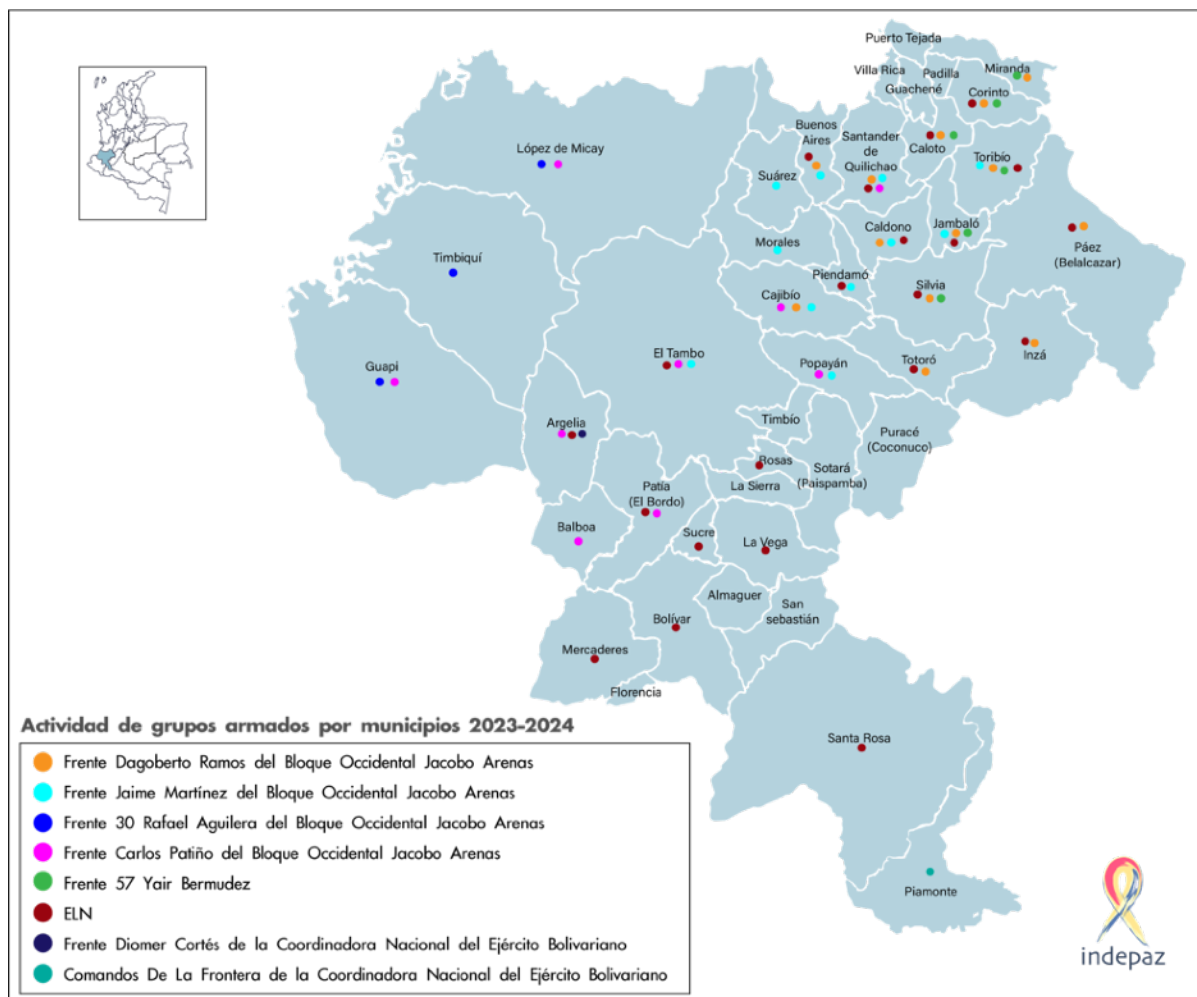 Puerto Tejada
Villa Rica
Padilla
Miranda
Guachené
Corinto
Buenos
Aires
Santander
de
Quilichao
Caloto
Toribío
López de Micay
Suárez
Caldono
Jambaló
Páez
(Belalcazar)
Morales
Timbiquí
Piendamó
Silvia
Cajibío
Inzá
El Tambo
Popayán
Totoró
Guapi
Timbío
Puracé
(Coconuco)
Argelia
Rosas
Sotará
(Paispamba)
La Sierra
Patía
(El Bordo)
Balboa
Sucre
La Vega
Almaguer
San
sebastián
Bolívar
Mercaderes
Florencia
Santa Rosa
Piamonte
Actividad de grupos armados por municipios 2023-2024
Frente Dagoberto Ramos del Bloque Occidental Jacobo Arenas
Frente Jaime Martínez del Bloque Occidental Jacobo Arenas
Frente 30 Rafael Aguilera del Bloque Occidental Jacobo Arenas
Frente Carlos Patiño del Bloque Occidental Jacobo Arenas
Frente 57 Yair Bermudez
ELN
Frente Diomer Cortés de la Coordinadora Nacional del Ejército Bolivariano
Comandos De La Frontera de la Coordinadora Nacional del Ejército Bolivariano
indepaz